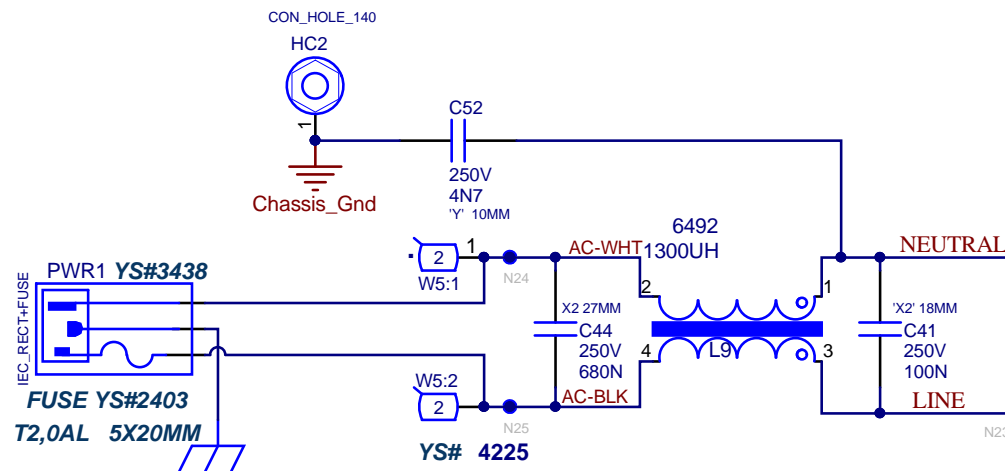 CON_HOLE_140
HC2
1
C52
250V
4N7
'Y' 10MM
Chassis_Gnd
6492
1300UH
AC-WHT
NEUTRAL
1
2
W5:1
N24
PWR1 YS#3438
IEC_RECT+FUSE
X2 27MM
C44
250V
680N
2
1
4
3
L9
'X2' 18MM
C41
250V
100N
W5:2
2
AC-BLK
LINE
N25
N23
FUSE YS#2403
T2,0AL 5X20MM
YS# 4225